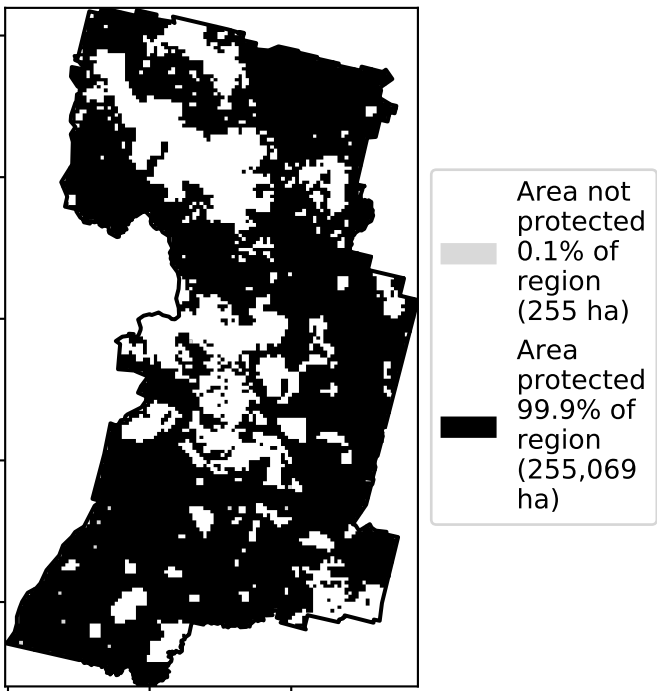 Area not
protected
0.1% of
region
(255 ha)
Area
protected
99.9% of
region
(255,069
ha)